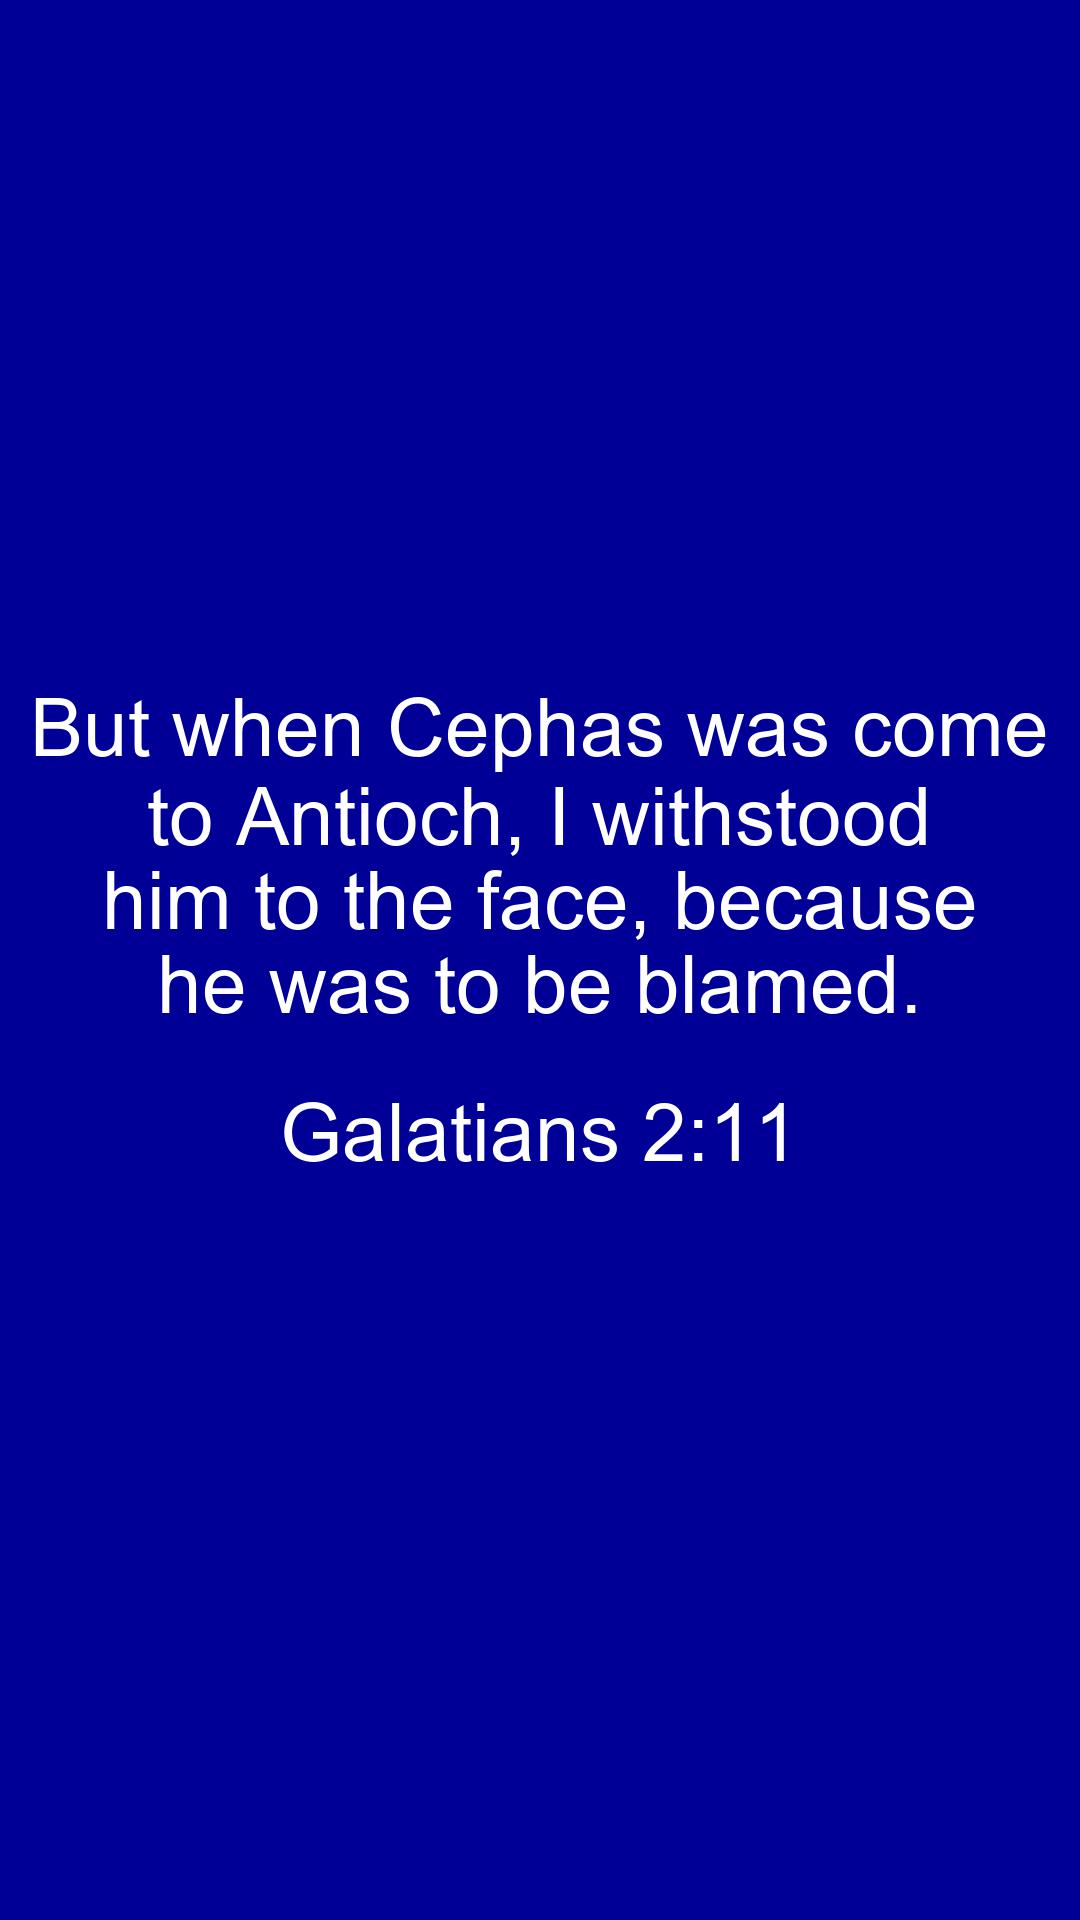 But when Cephas was come
to Antioch, I withstood
him to the face, because
he was to be blamed.
Galatians 2:11